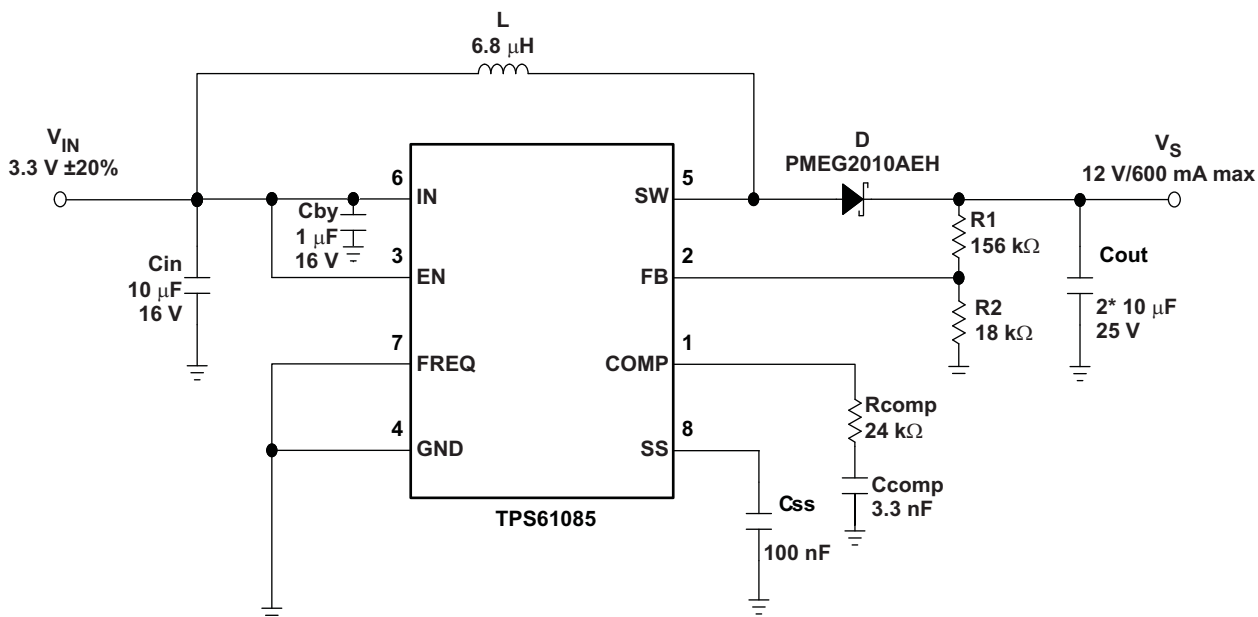 L
6.8 μH
V_IN
3.3 V ±20%
D
PMEG2010AEH
V_S
12 V/600 mA max
6
IN
SW
5
Cby
1 μF
16 V
R1
156 kΩ
3
EN
FB
2
Cin
10 μF
16 V
Cout
2* 10 μF
25 V
R2
18 kΩ
7
FREQ
COMP
1
Rcomp
24 kΩ
4
GND
SS
8
Ccomp
3.3 nF
Css
100 nF
TPS61085